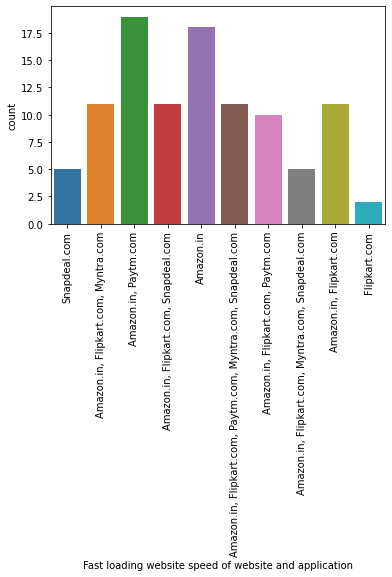 17.5
15.0
12.5
10.0
7.5
5.0
2.5
0.0
count
Snapdeal.com
Amazon.in, Flipkart.com, Myntra.com
Amazon.in, Paytm.com
Amazon.in, Flipkart.com, Snapdeal.com
Amazon.in
Amazon.in, Flipkart.com, Paytm.com, Myntra.com, Snapdeal.com
Amazon.in, Flipkart.com, Paytm.com
Amazon.in, Flipkart.com, Myntra.com, Snapdeal.com
Amazon.in, Flipkart.com
Flipkart.com
Fast loading website speed of website and application